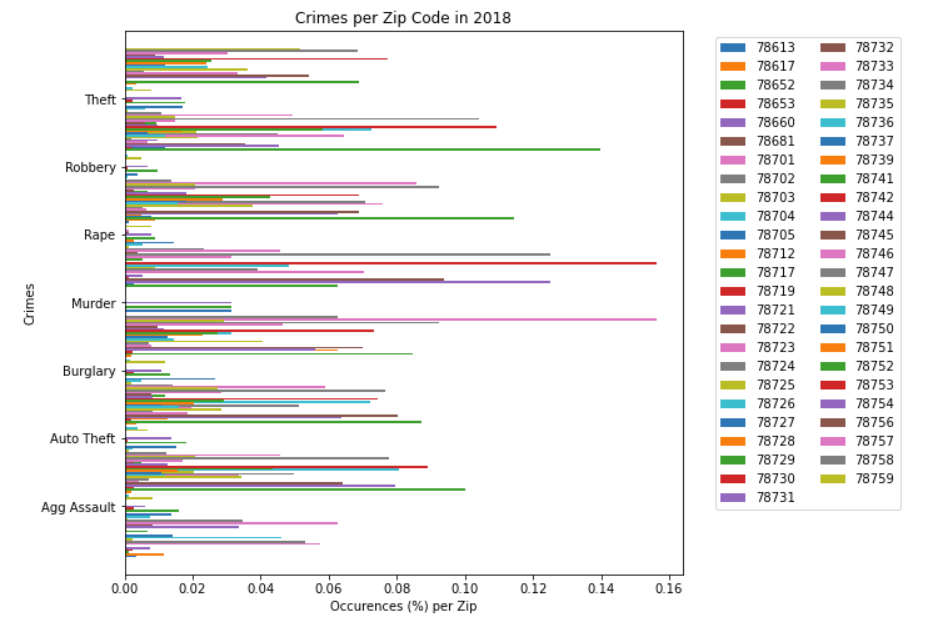 Crimes per Zip Code in 2018
78613 78732
78617 78733
78652 78734
78653 78735
78660 78736
78681 78737
78701 78739
78702 78741
78703 78742
78704 78744
78705 78745
78712 78746
78717 78747
78719 78748
78721 78749
78722 78750
78723 78751
78724 78752
78725 78753
78726 78754
78727 78756
78728 78757
78729 78758
78730 78759
78731
Theft
Robbery
Rape
Crimes
Murder
Burglary
Auto Theft
Agg Assault
0.00 0.02 0.04 0.06 0.08 0.10 0.12 0.14 0.16
Occurences (%) per Zip